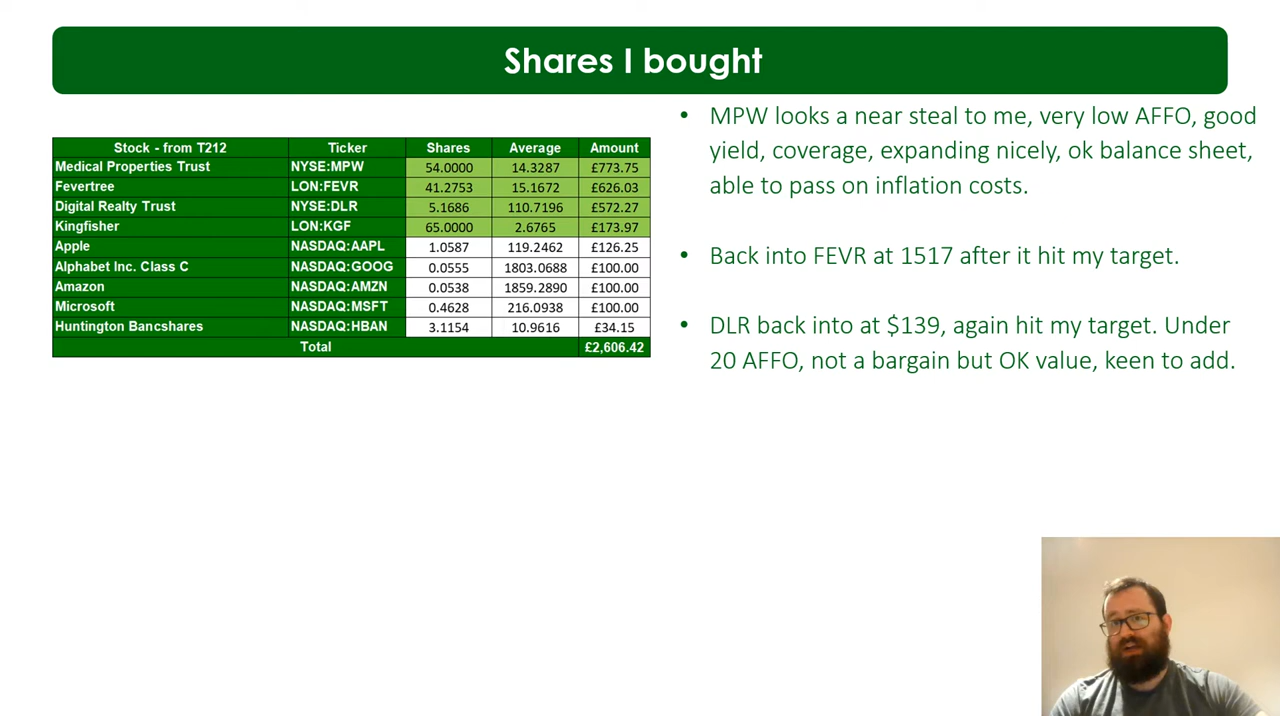 Shares I bought
Stock - from T212 Ticker Shares Average Amount
Medical Properties Trust NYSE:MPW 54.0000 14.3287 £773.75
Fevertree LON:FEVR 41.2753 15.1672 £626.03
Digital Realty Trust NYSE:DLR 5.1686 110.7196 £572.27
Kingfisher LON:KGF 65.0000 2.6765 £173.97
Apple NASDAQ:AAPL 1.0587 119.2462 £126.25
Alphabet Inc. Class C NASDAQ:GOOG 0.0555 1803.0688 £100.00
Amazon NASDAQ:AMZN 0.0538 1859.2890 £100.00
Microsoft NASDAQ:MSFT 0.4628 216.0938 £100.00
Huntington Bancshares NASDAQ:HBAN 3.1154 10.9616 £34.15
Total £2,606.42
• MPW looks a near steal to me, very low AFFO, good
yield, coverage, expanding nicely, ok balance sheet,
able to pass on inflation costs.
• Back into FEVR at 1517 after it hit my target.
• DLR back into at $139, again hit my target. Under
20 AFFO, not a bargain but OK value, keen to add.